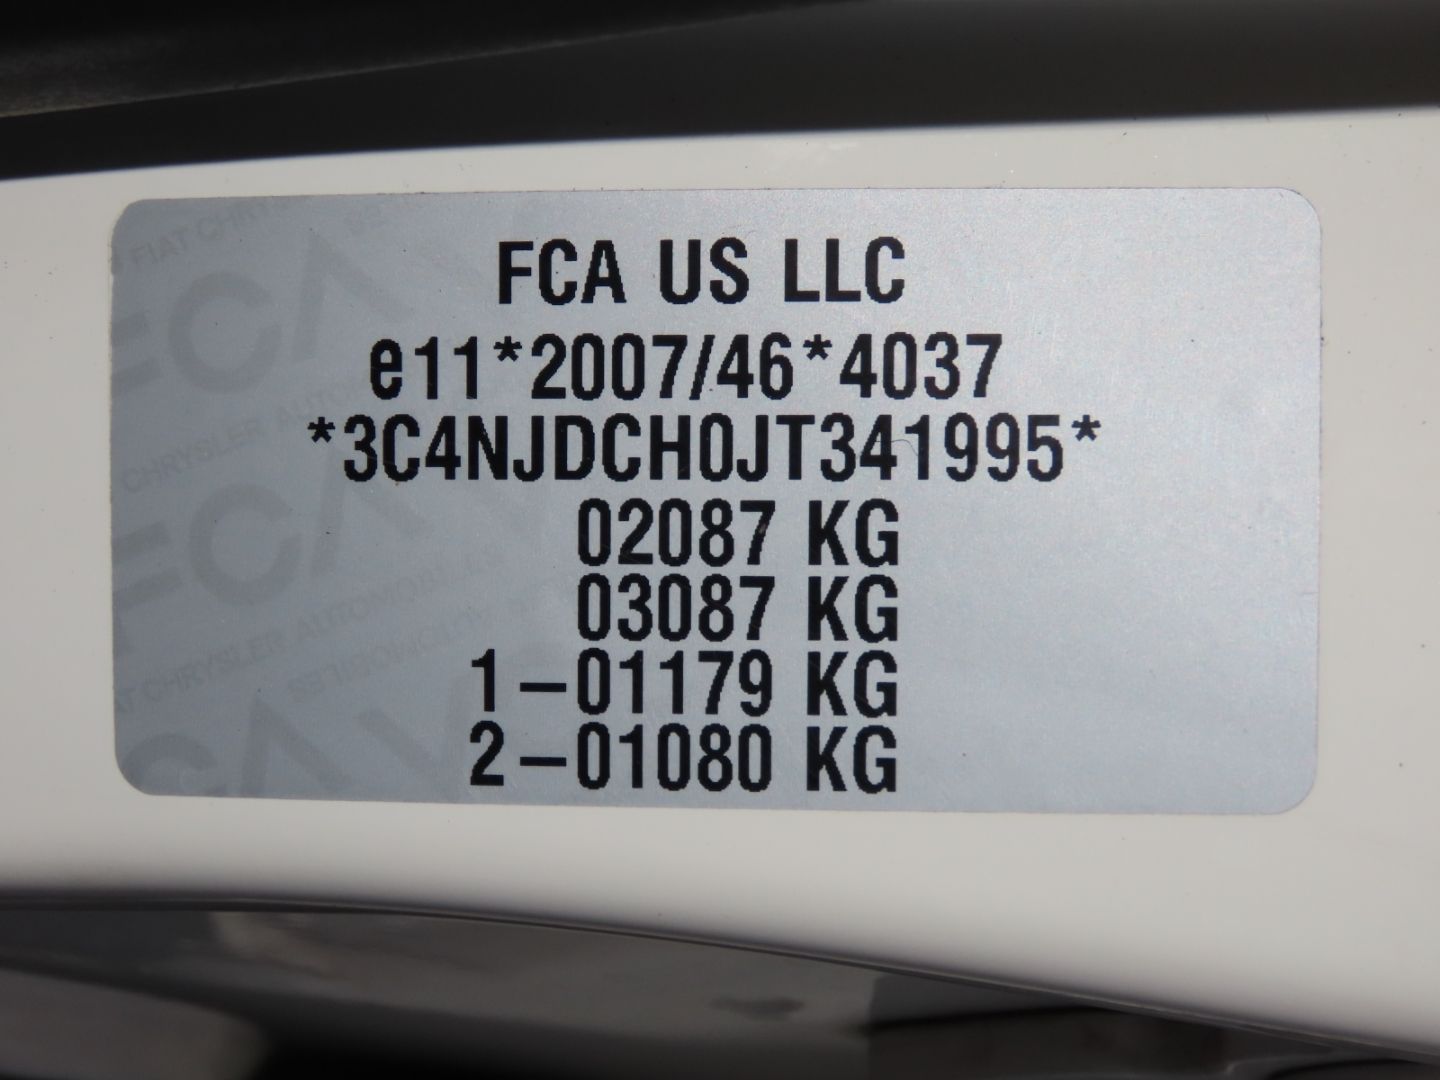 FCA US LLC
e11*2007/46*4037
*3C4NJDCH0JT341995*
02087 KG
03087 KG
1-01179 KG
2-01080 KG